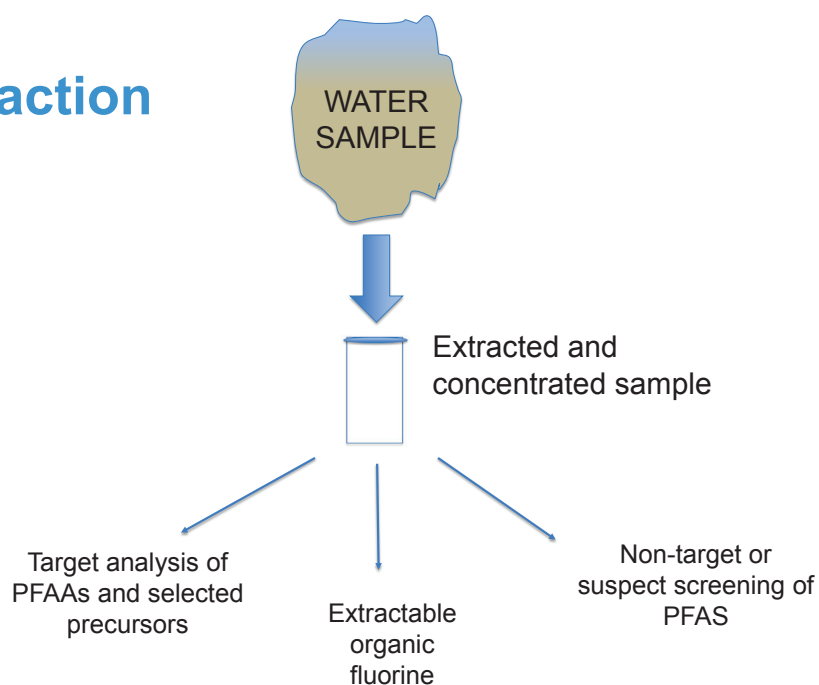 action
WATER
SAMPLE
Extracted and
concentrated sample
Target analysis of
PFAAs and selected
precursors
Extractable
organic
fluorine
Non-target or
suspect screening of
PFAS